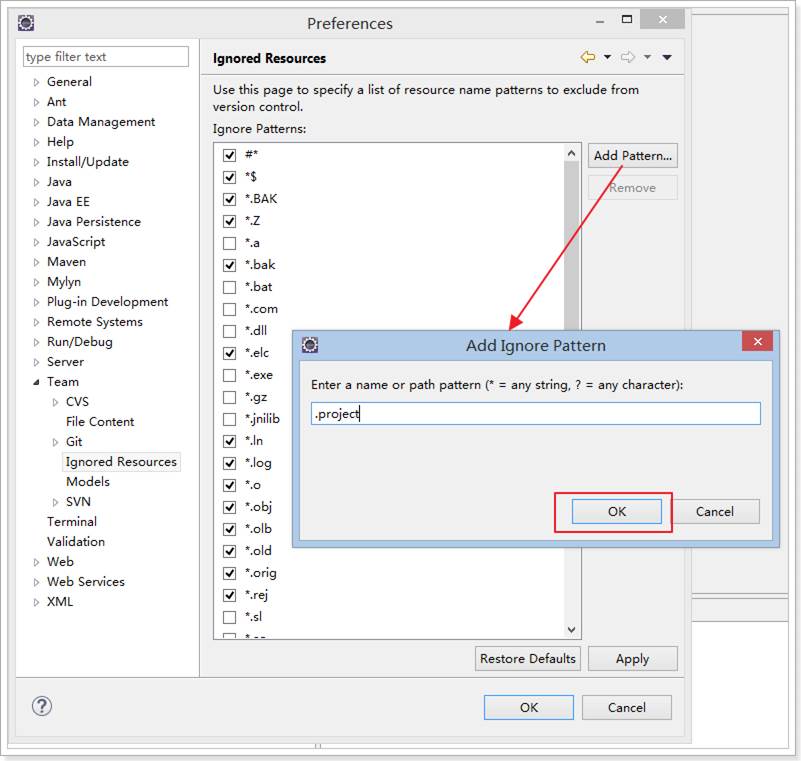 Preferences
type filter text
General
Ant
Data Management
Help
Install/Update
Java
Java EE
Java Persistence
JavaScript
Maven
Mylyn
Plug-in Development
Remote Systems
Run/Debug
Server
Team
CVS
File Content
Git
Ignored Resources
Models
SVN
Terminal
Validation
Web
Web Services
XML
Ignored Resources
Use this page to specify a list of resource name patterns to exclude from
version control.
Ignore Patterns:
#*
*$
*.BAK
*.Z
*.a
*.bak
*.bat
*.com
*.dll
*.elc
*.exe
*.gz
*.jnilib
*.ln
*.log
*.o
*.obj
*.olb
*.old
*.orig
*.rej
*.sl
Add Pattern...
Remove
Add Ignore Pattern
Enter a name or path pattern (* = any string, ? = any character):
.project
OK Cancel
Restore Defaults Apply
? OK Cancel